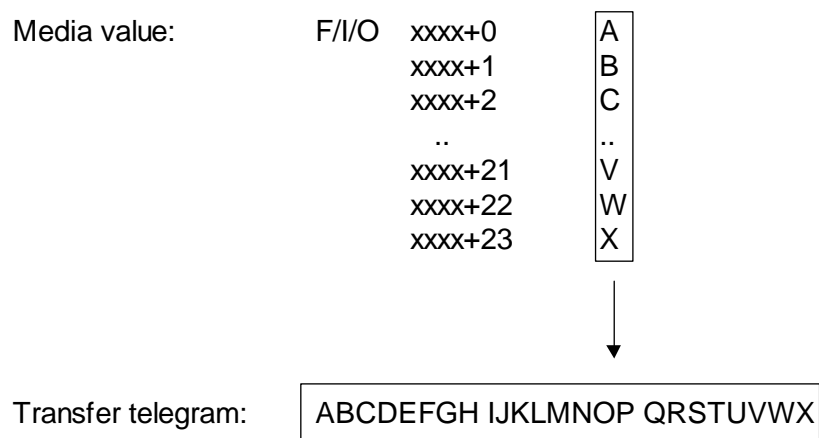 Media value: F/I/O xxxx+0 A
xxxx+1 B
xxxx+2 C
.. ..
xxxx+21 V
xxxx+22 W
xxxx+23 X
Transfer telegram: ABCDEFGH IJKLMNOP QRSTUVWX